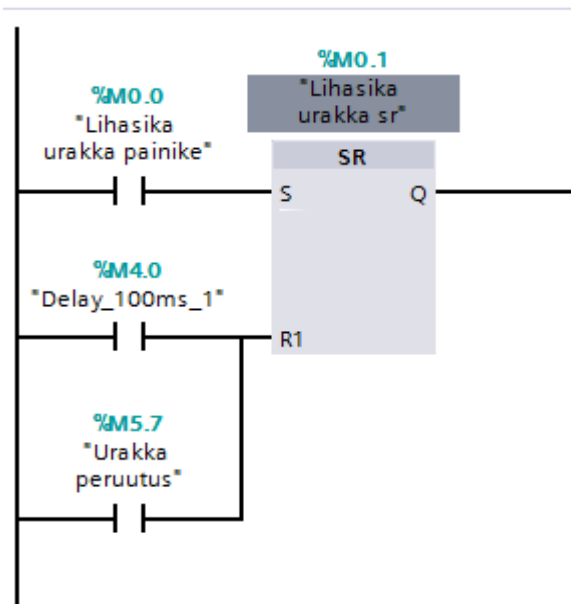 %M0.1
"Lihasika
urakka sr"
%M0.0
"Lihasika
urakka painike"
SR
S
Q
%M4.0
"Delay_100ms_1"
R1
%M5.7
"Urakka
peruutus"